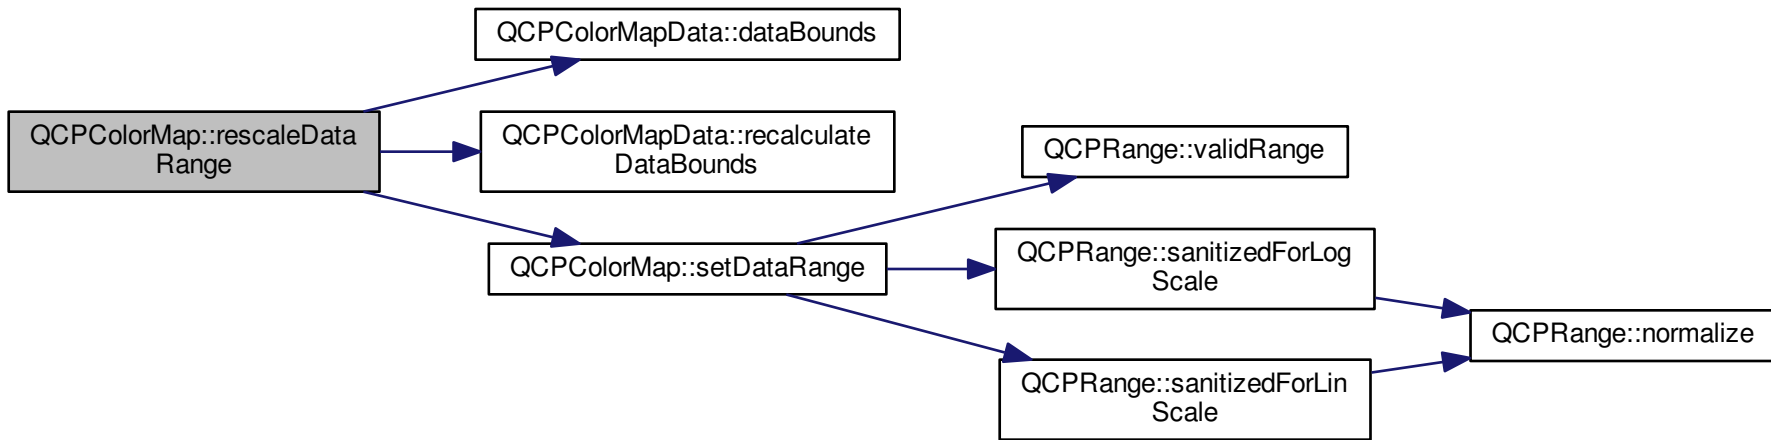 QCPColorMapData::dataBounds
QCPColorMap::rescaleData
Range
QCPColorMapData::recalculate
DataBounds
QCPColorMap::setDataRange
QCPRange::validRange
QCPRange::sanitizedForLog
Scale
QCPRange::sanitizedForLin
Scale
QCPRange::normalize